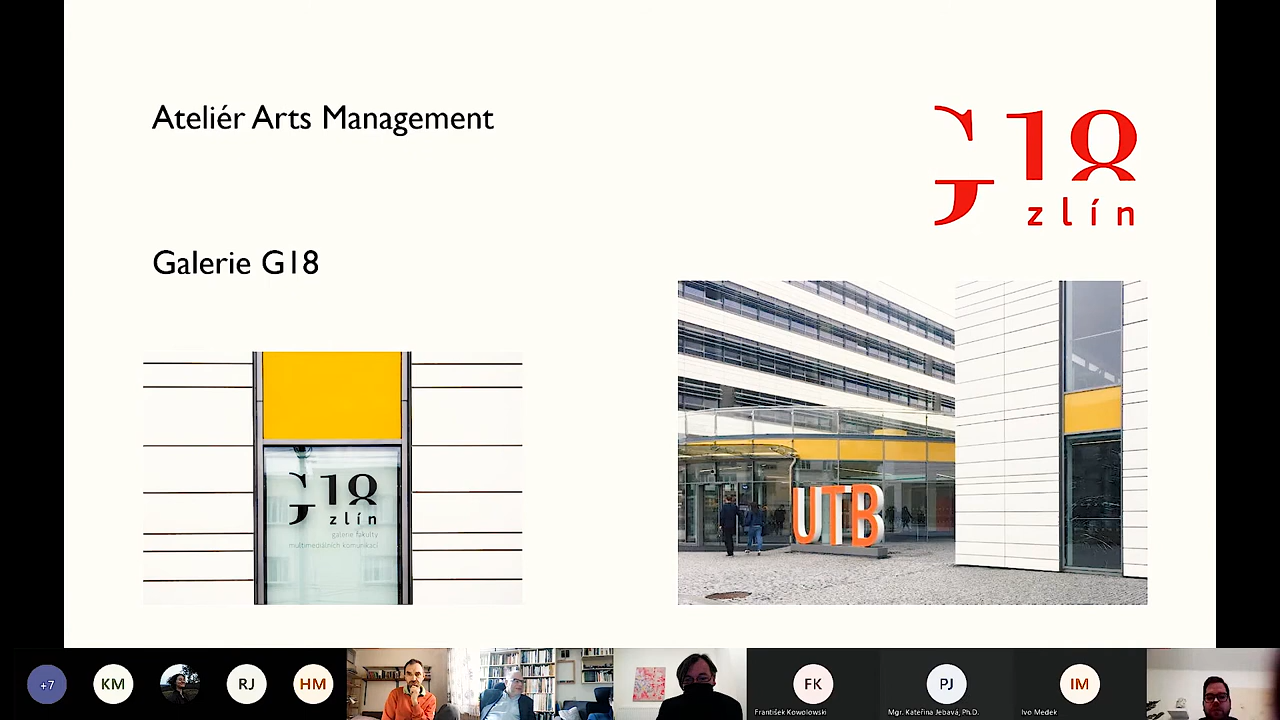 Ateliér Arts Management
G18
zlín
Galerie G18
G18
zlín
galerie fakulty
multimediálních komunikací
UTB
+7
KM
RJ
HM
FK
František Kowolowski
PJ
Mgr. Kateřina Jebavá, Ph.D.
IM
Ivo Medek